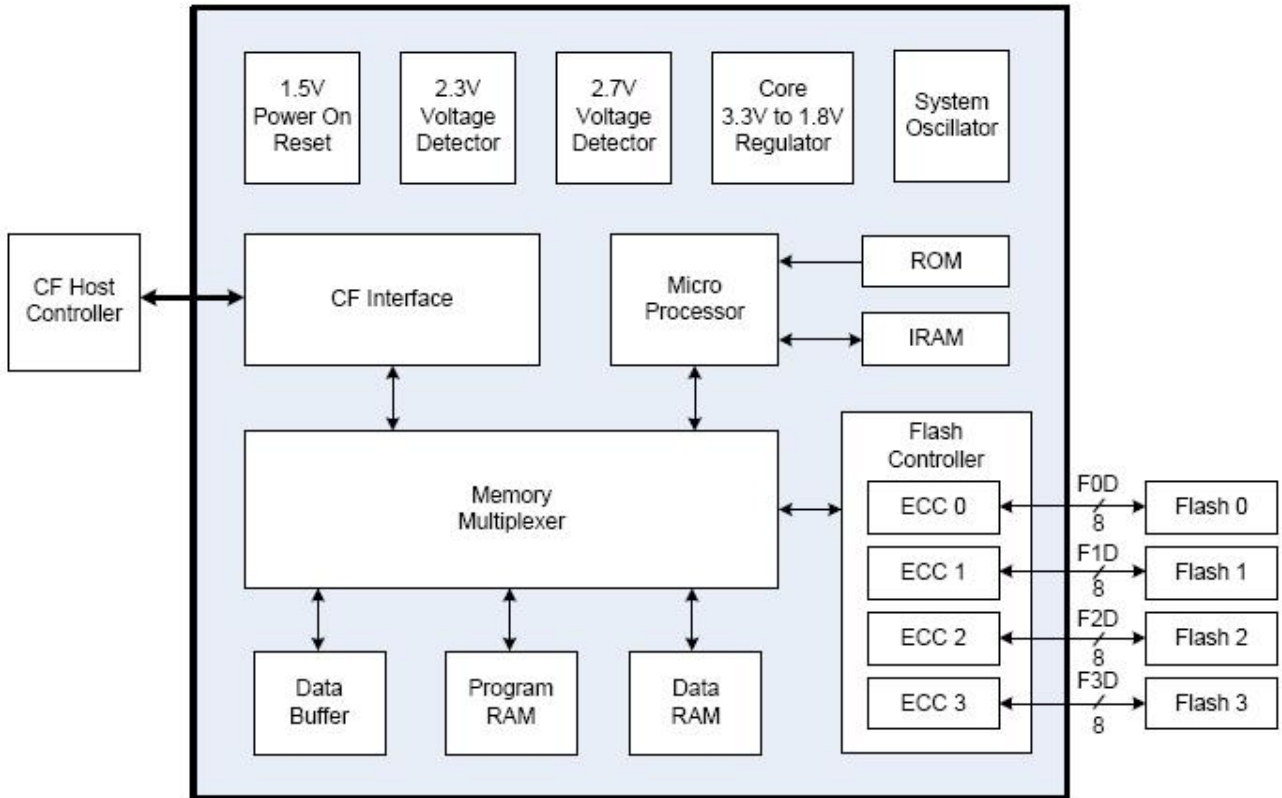 1.5V
Power On
Reset
2.3V
Voltage
Detector
2.7V
Voltage
Detector
Core
3.3V to 1.8V
Regulator
System
Oscillator
CF Host
Controller
CF Interface
Micro
Processor
ROM
IRAM
Memory
Multiplexer
Flash
Controller
ECC 0
F0D
8
Flash 0
ECC 1
F1D
8
Flash 1
ECC 2
F2D
8
Flash 2
ECC 3
F3D
8
Flash 3
Data
Buffer
Program
RAM
Data
RAM